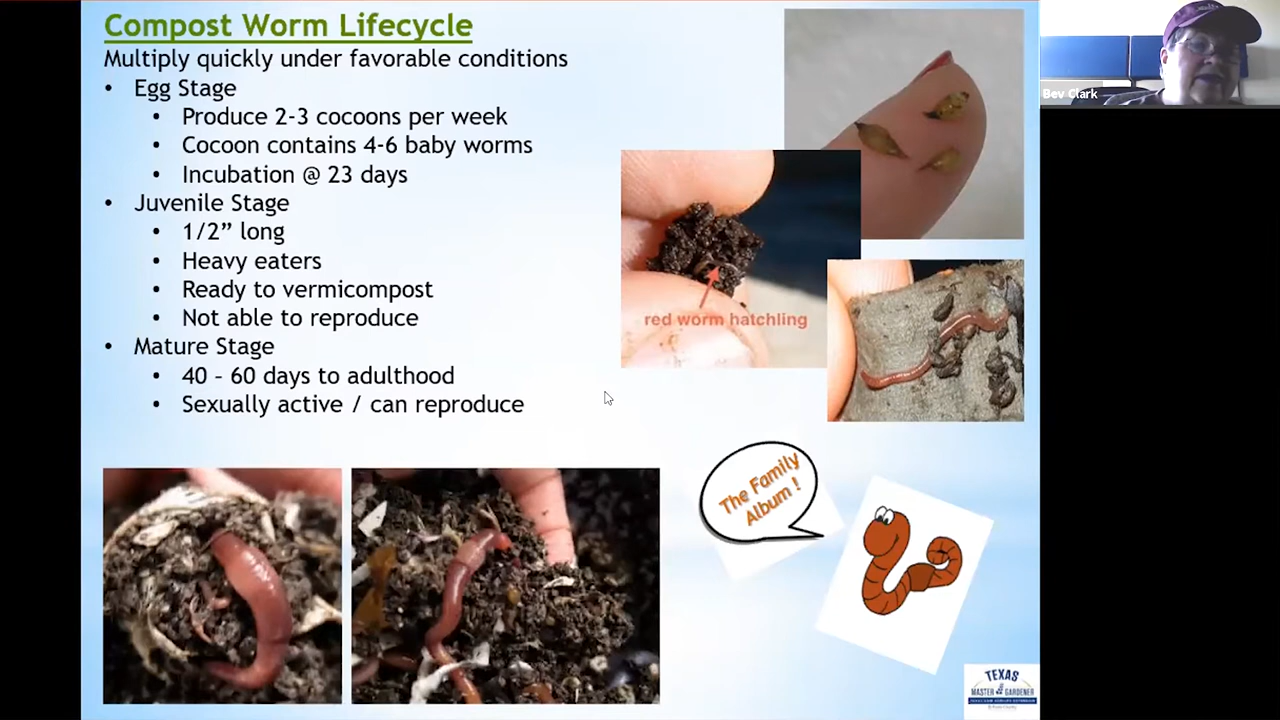 Compost Worm Lifecycle
Multiply quickly under favorable conditions
• Egg Stage
• Produce 2-3 cocoons per week
• Cocoon contains 4-6 baby worms
• Incubation @ 23 days
• Juvenile Stage
• 1/2” long
• Heavy eaters
• Ready to vermicompost
• Not able to reproduce
• Mature Stage
• 40 – 60 days to adulthood
• Sexually active / can reproduce
red worm hatchling
The Family
Album !
TEXAS
MASTER GARDENER
Bev Clark